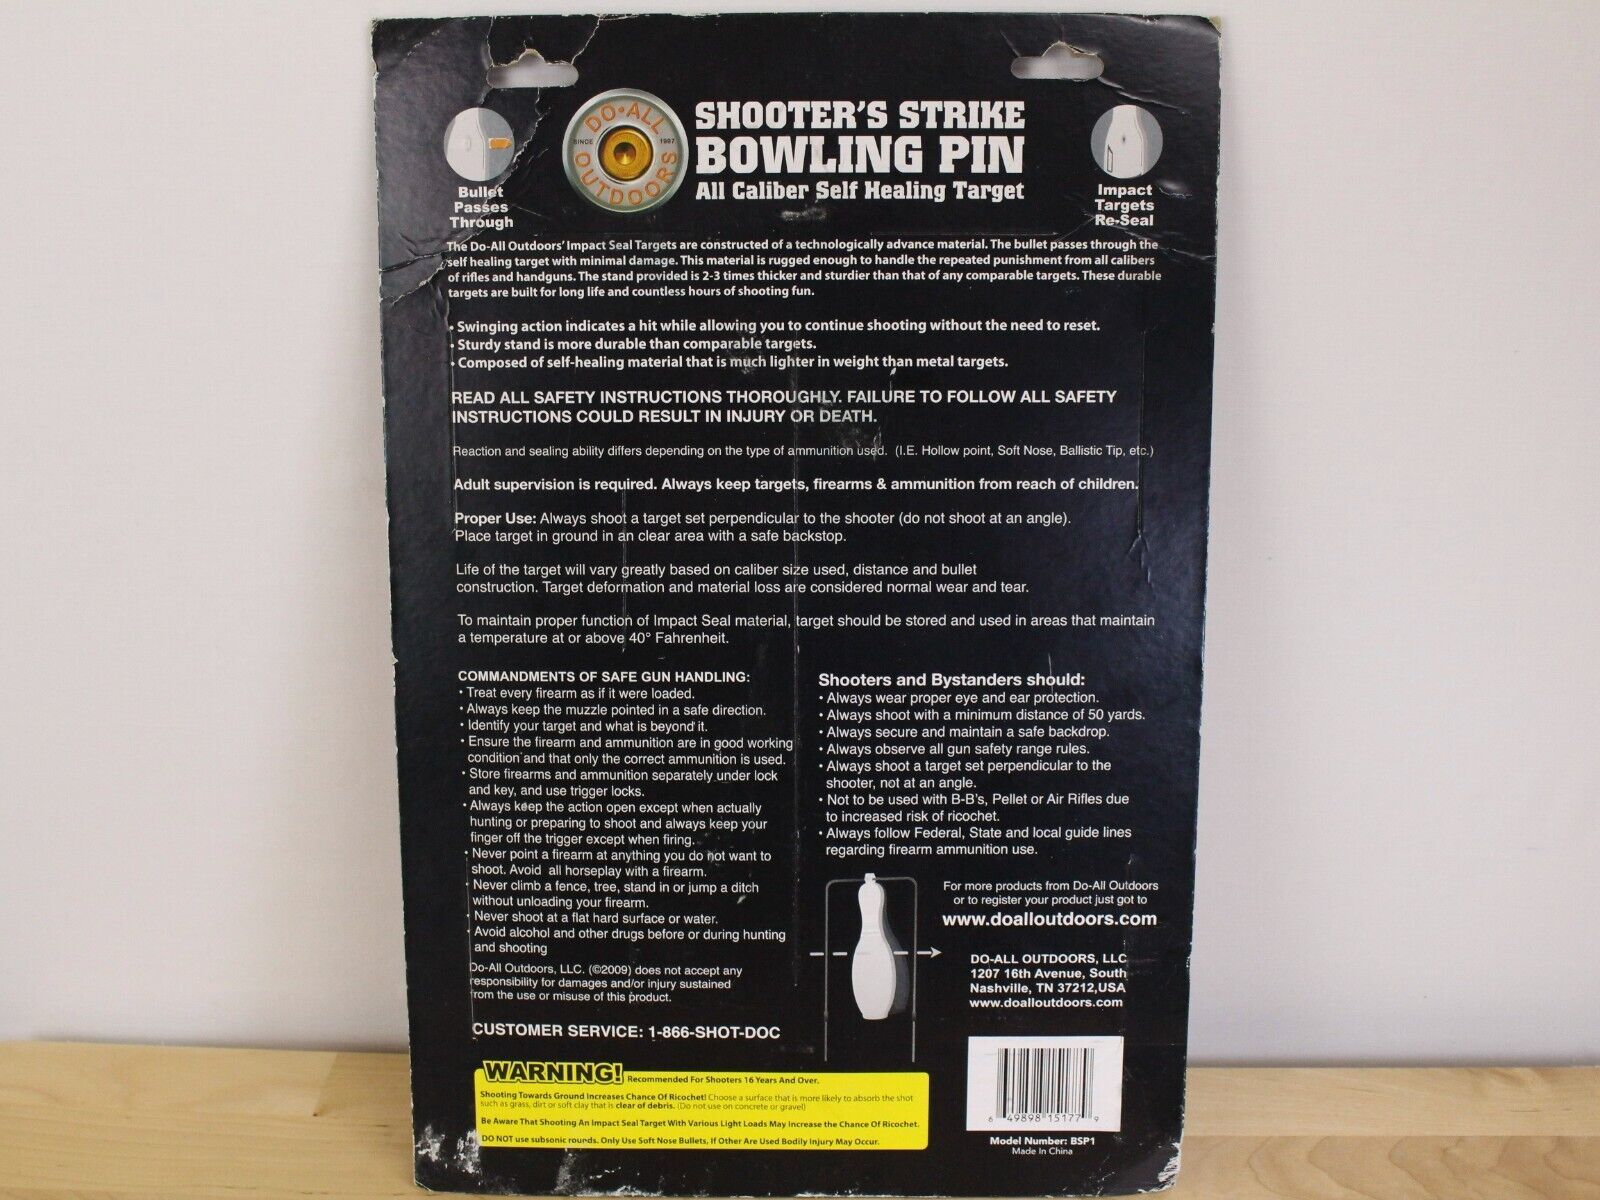 DO·ALL OUTDOORS
SINCE 1997
SHOOTER'S STRIKE
BOWLING PIN
All Caliber Self Healing Target
Bullet
Passes
Through
Impact
Targets
Re-Seal
The Do-All Outdoors' Impact Seal Targets are constructed of a technologically advance material. The bullet passes through the
self healing target with minimal damage. This material is rugged enough to handle the repeated punishment from all calibers
of rifles and handguns. The stand provided is 2-3 times thicker and sturdier than that of any comparable targets. These durable
targets are built for long life and countless hours of shooting fun.
• Swinging action indicates a hit while allowing you to continue shooting without the need to reset.
• Sturdy stand is more durable than comparable targets.
• Composed of self-healing material that is much lighter in weight than metal targets.
READ ALL SAFETY INSTRUCTIONS THOROUGHLY. FAILURE TO FOLLOW ALL SAFETY
INSTRUCTIONS COULD RESULT IN INJURY OR DEATH.
Reaction and sealing ability differs depending on the type of ammunition used. (I.E. Hollow point, Soft Nose, Ballistic Tip, etc.)
Adult supervision is required. Always keep targets, firearms & ammunition from reach of children.
Proper Use: Always shoot a target set perpendicular to the shooter (do not shoot at an angle).
Place target in ground in an clear area with a safe backstop.
Life of the target will vary greatly based on caliber size used, distance and bullet
construction. Target deformation and material loss are considered normal wear and tear.
To maintain proper function of Impact Seal material, target should be stored and used in areas that maintain
a temperature at or above 40° Fahrenheit.
COMMANDMENTS OF SAFE GUN HANDLING:
• Treat every firearm as if it were loaded.
• Always keep the muzzle pointed in a safe direction.
• Identify your target and what is beyond it.
• Ensure the firearm and ammunition are in good working
condition and that only the correct ammunition is used.
• Store firearms and ammunition separately under lock
and key, and use trigger locks.
• Always keep the action open except when actually
hunting or preparing to shoot and always keep your
finger off the trigger except when firing.
• Never point a firearm at anything you do not want to
shoot. Avoid all horseplay with a firearm.
• Never climb a fence, tree, stand in or jump a ditch
without unloading your firearm.
• Never shoot at a flat hard surface or water.
• Avoid alcohol and other drugs before or during hunting
and shooting
Do-All Outdoors, LLC. (©2009) does not accept any
responsibility for damages and/or injury sustained
from the use or misuse of this product.
CUSTOMER SERVICE: 1-866-SHOT-DOC
Shooters and Bystanders should:
• Always wear proper eye and ear protection.
• Always shoot with a minimum distance of 50 yards.
• Always secure and maintain a safe backdrop.
• Always observe all gun safety range rules.
• Always shoot a target set perpendicular to the
shooter, not at an angle.
• Not to be used with B-B's, Pellet or Air Rifles due
to increased risk of ricochet.
• Always follow Federal, State and local guide lines
regarding firearm ammunition use.
For more products from Do-All Outdoors
or to register your product just got to
www.doalloutdoors.com
DO-ALL OUTDOORS, LLC
1207 16th Avenue, South
Nashville, TN 37212,USA
www.doalloutdoors.com
WARNING! Recommended For Shooters 16 Years And Over.
Shooting Towards Ground Increases Chance Of Ricochet! Choose a surface that is more likely to absorb the shot
such as grass, dirt or soft clay that is clear of debris. (Do not use on concrete or gravel)
Be Aware That Shooting An Impact Seal Target With Various Light Loads May Increase the Chance Of Ricochet.
DO NOT use subsonic rounds. Only Use Soft Nose Bullets, If Other Are Used Bodily Injury May Occur.
6 49898 15177 9
Model Number: BSP1
Made In China